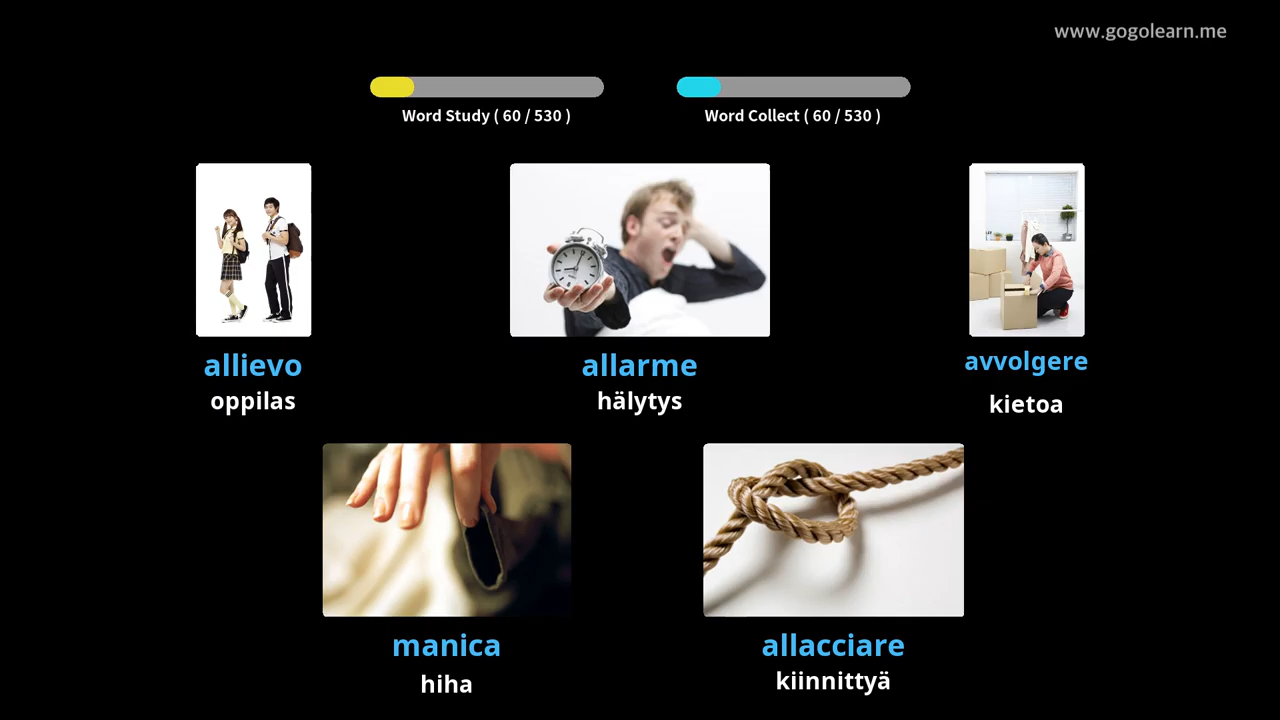 www.gogolearn.me
Word Study ( 60 / 530 )
Word Collect ( 60 / 530 )
allievo
oppilas
allarme
hälytys
avvolgere
kietoa
manica
hiha
allacciare
kiinnittyä